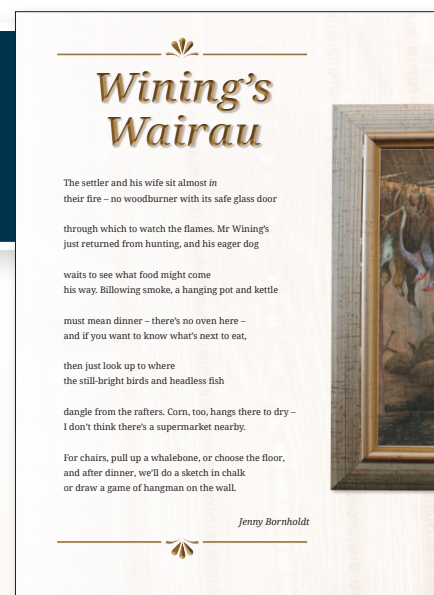 Wining’s
Wairau
The settler and his wife sit almost in
their fire – no woodburner with its safe glass door
through which to watch the flames. Mr Wining’s
just returned from hunting, and his eager dog
waits to see what food might come
his way. Billowing smoke, a hanging pot and kettle
must mean dinner – there’s no oven here –
and if you want to know what’s next to eat,
then just look up to where
the still-bright birds and headless fish
dangle from the rafters. Corn, too, hangs there to dry –
I don’t think there’s a supermarket nearby.
For chairs, pull up a whalebone, or choose the floor,
and after dinner, we’ll do a sketch in chalk
or draw a game of hangman on the wall.
Jenny Bornholdt